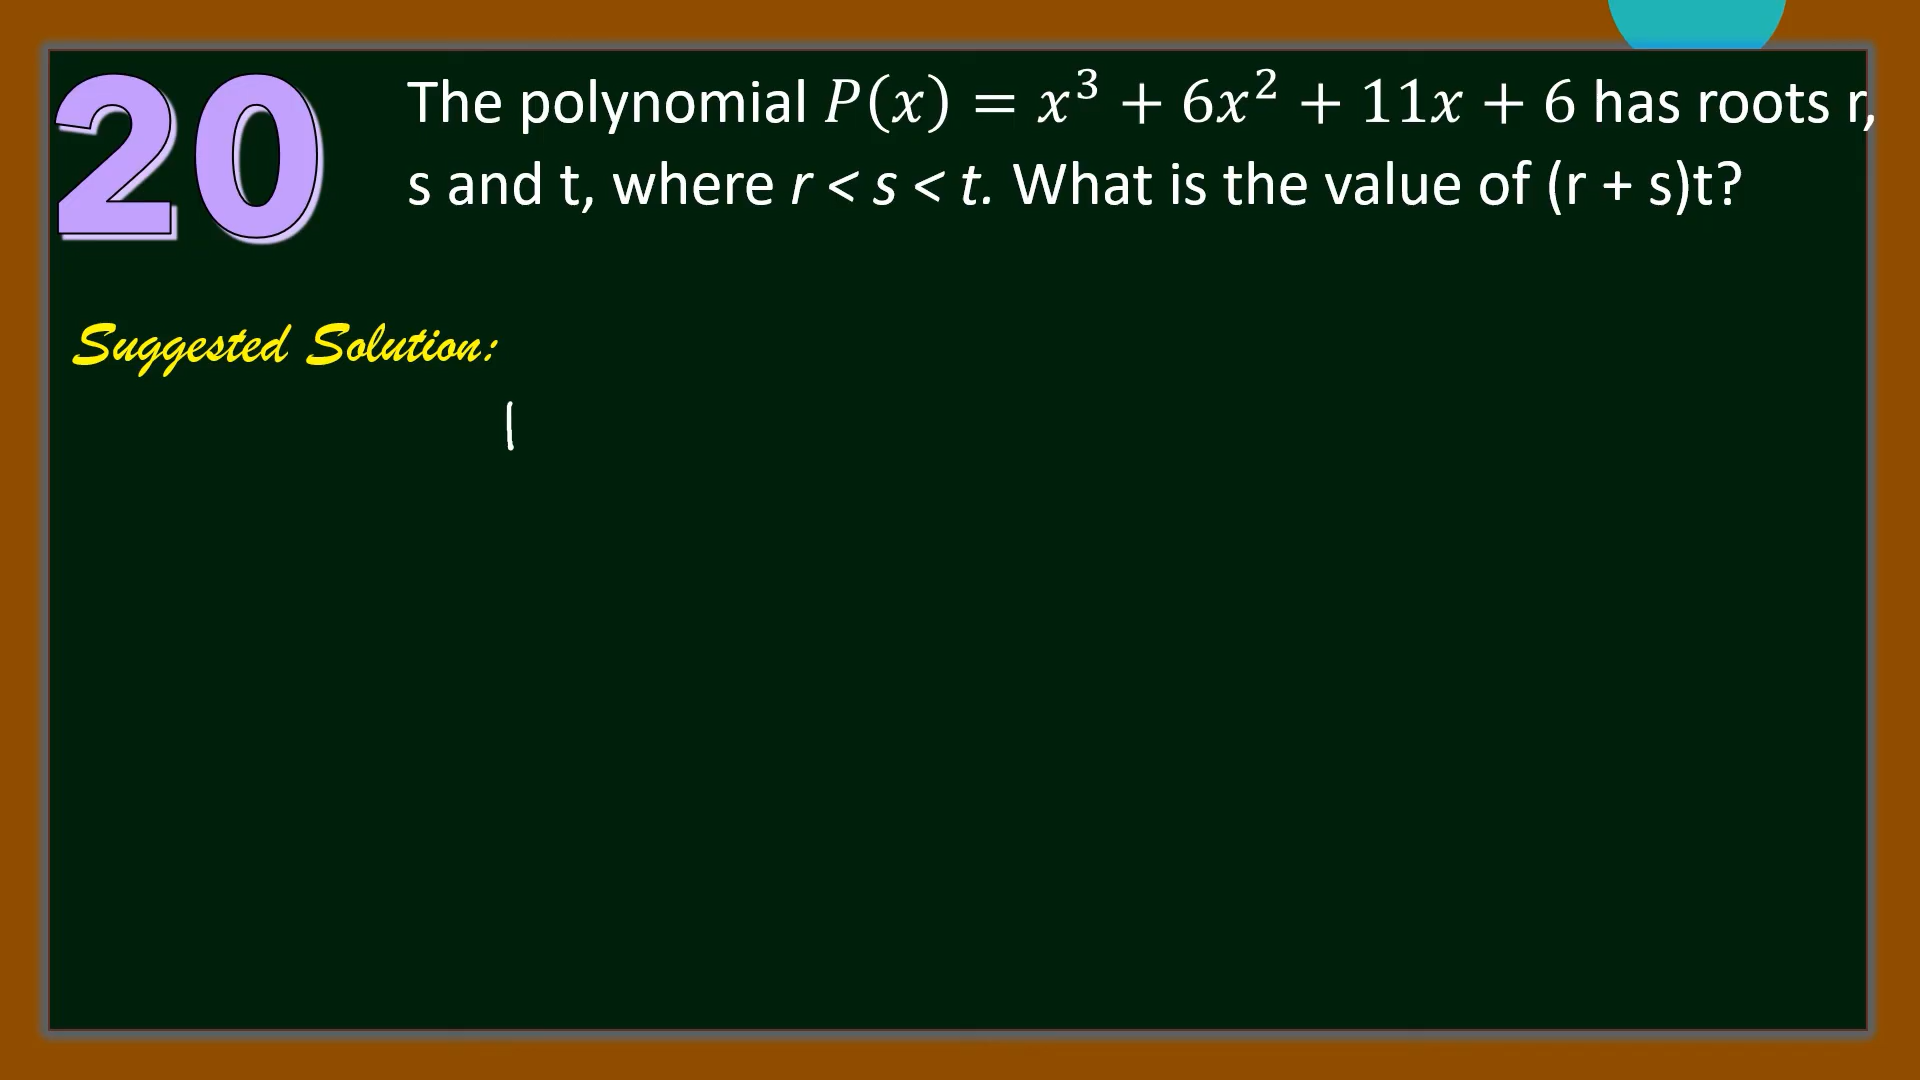 20
The polynomial P(x) = x³ + 6x² + 11x + 6 has roots r,
s and t, where r < s < t. What is the value of (r + s)t?
Suggested Solution:
|